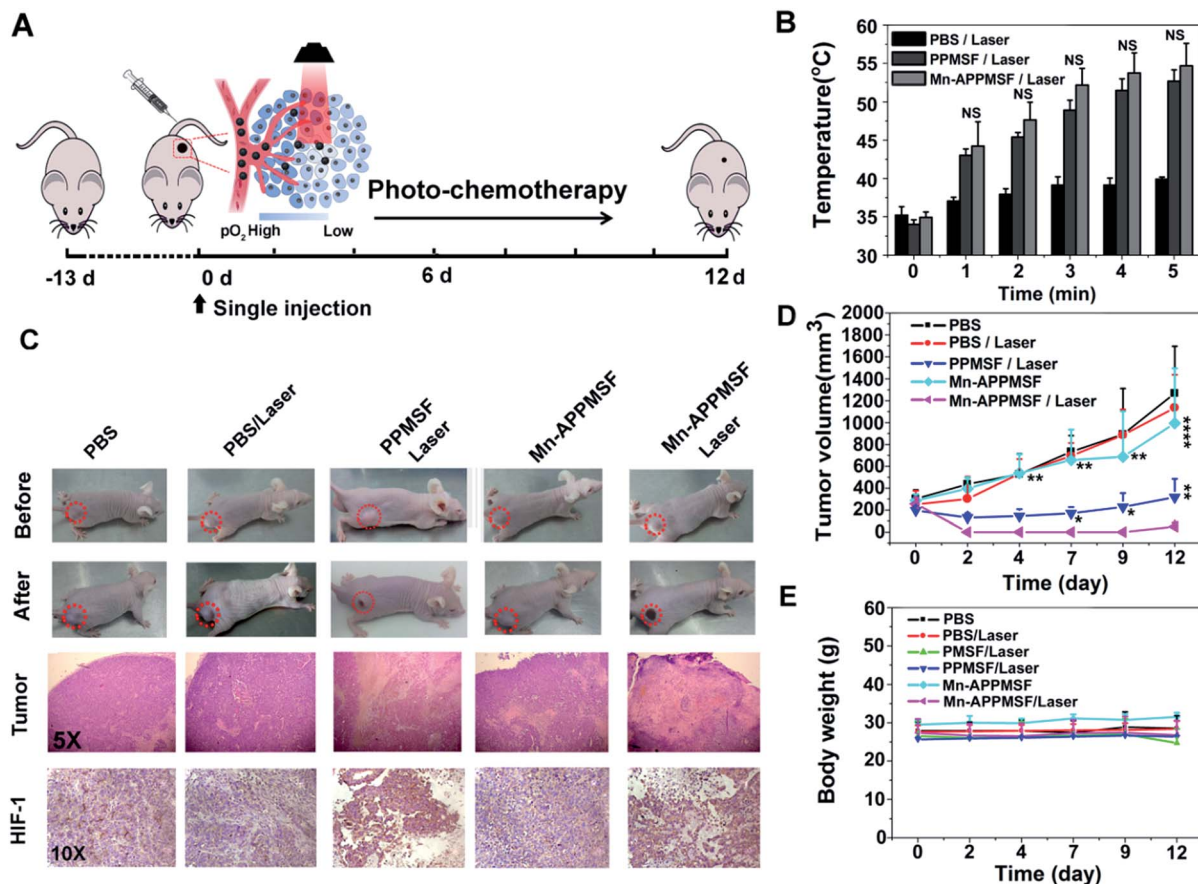 A
pO2 High Low
Photo-chemotherapy
-13 d 0 d 6 d 12 d
Single injection
B
PBS / Laser
PPMSF / Laser
Mn-APPMSF / Laser
NS NS NS NS NS
Temperature(°C)
60
55
50
45
40
35
30
0 1 2 3 4 5
Time (min)
C
PBS PBS/Laser PPMSF Laser Mn-APPMSF Mn-APPMSF Laser
Before
After
Tumor
5X
HIF-1
10X
D
PBS
PBS / Laser
PPMSF / Laser
Mn-APPMSF
Mn-APPMSF / Laser
Tumor volume(mm3)
2000
1800
1600
1400
1200
1000
800
600
400
200
0
** ** ** ****
* * **
0 2 4 7 9 12
Time (day)
E
PBS
PBS/Laser
PMSF/Laser
PPMSF/Laser
Mn-APPMSF
Mn-APPMSF/Laser
Body weight (g)
60
50
40
30
20
10
0
0 2 4 7 9 12
Time (day)